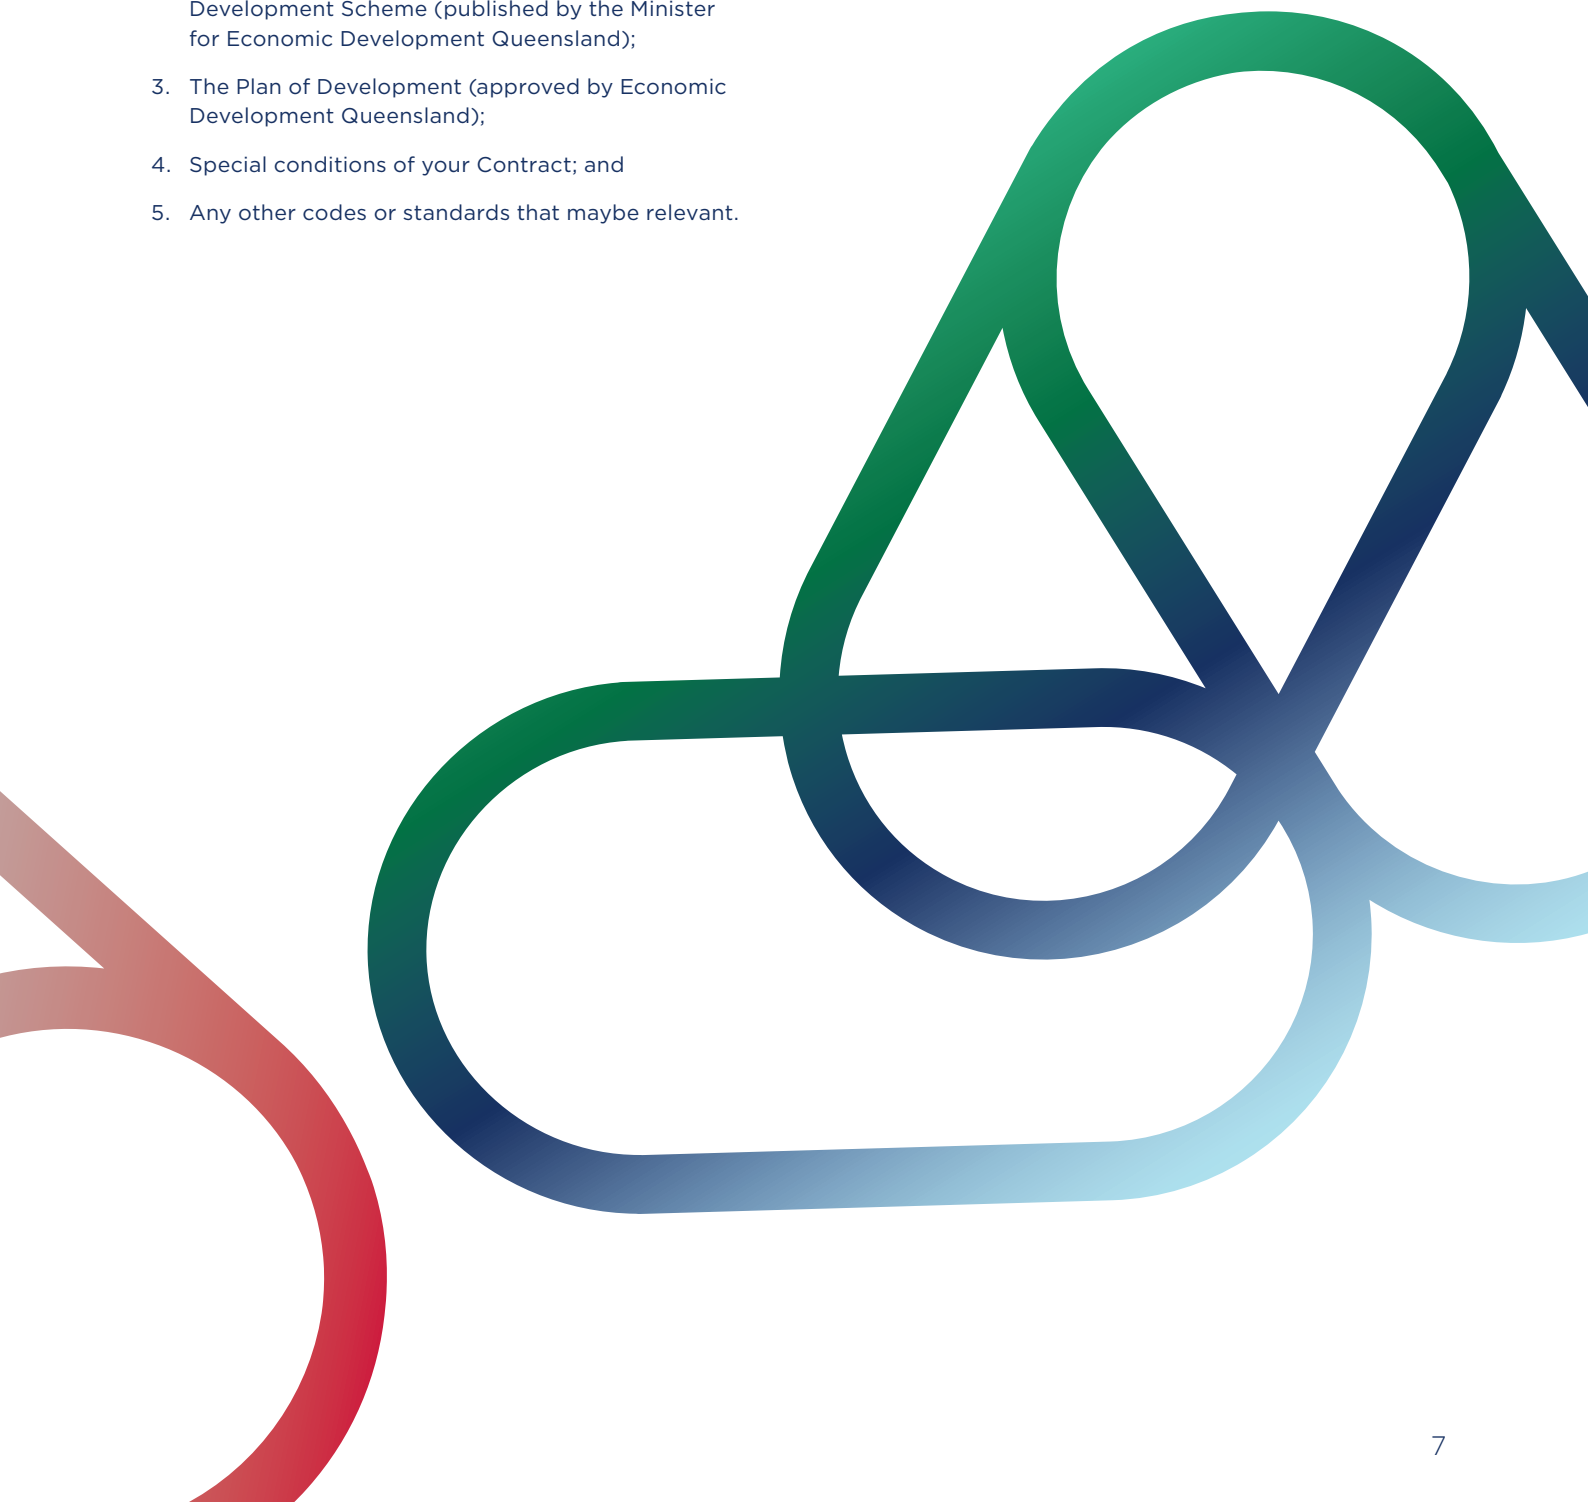 Development Scheme (published by the Minister
for Economic Development Queensland);
3. The Plan of Development (approved by Economic
Development Queensland);
4. Special conditions of your Contract; and
5. Any other codes or standards that maybe relevant.
7